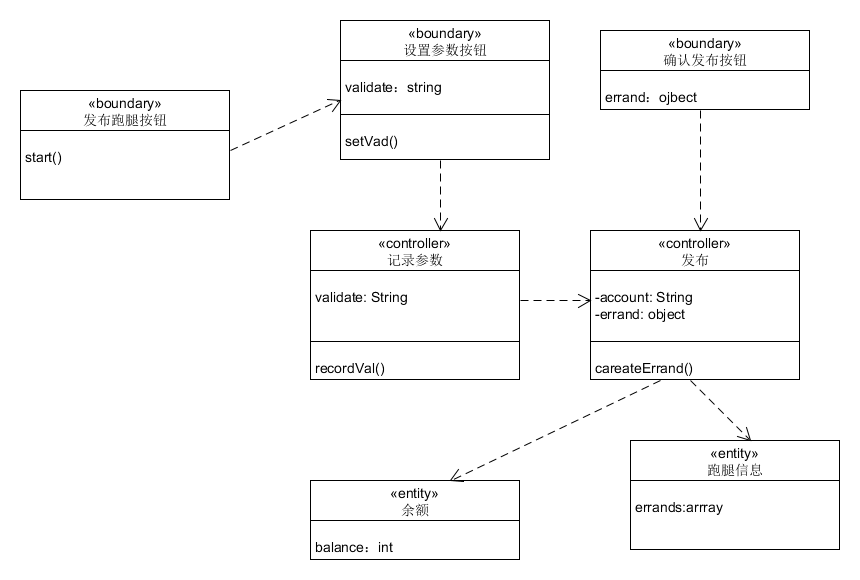 «boundary»
发布跑腿按钮
start()
«boundary»
设置参数按钮
validate：string
setVad()
«boundary»
确认发布按钮
errand：ojbect
«controller»
记录参数
validate: String
recordVal()
«controller»
发布
-account: String
-errand: object
careateErrand()
«entity»
余额
balance：int
«entity»
跑腿信息
errands:arrray